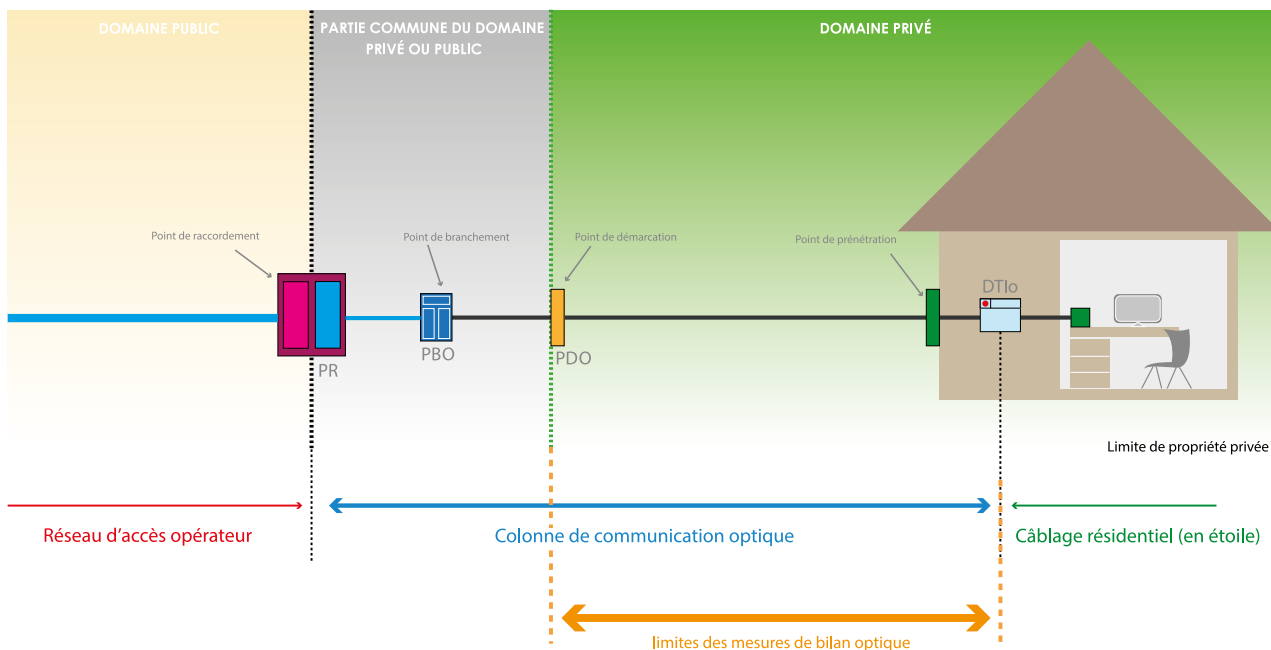 DOMAINE PUBLIC
PARTIE COMMUNE DU DOMAINE
PRIVÉ OU PUBLIC
DOMAINE PRIVÉ
Point de raccordement
Point de branchement
Point de démarcation
Point de prénétration
DTIo
PR
PBO
PDO
Limite de propriété privée
Réseau d'accès opérateur
Colonne de communication optique
Câblage résidentiel (en étoile)
limites des mesures de bilan optique